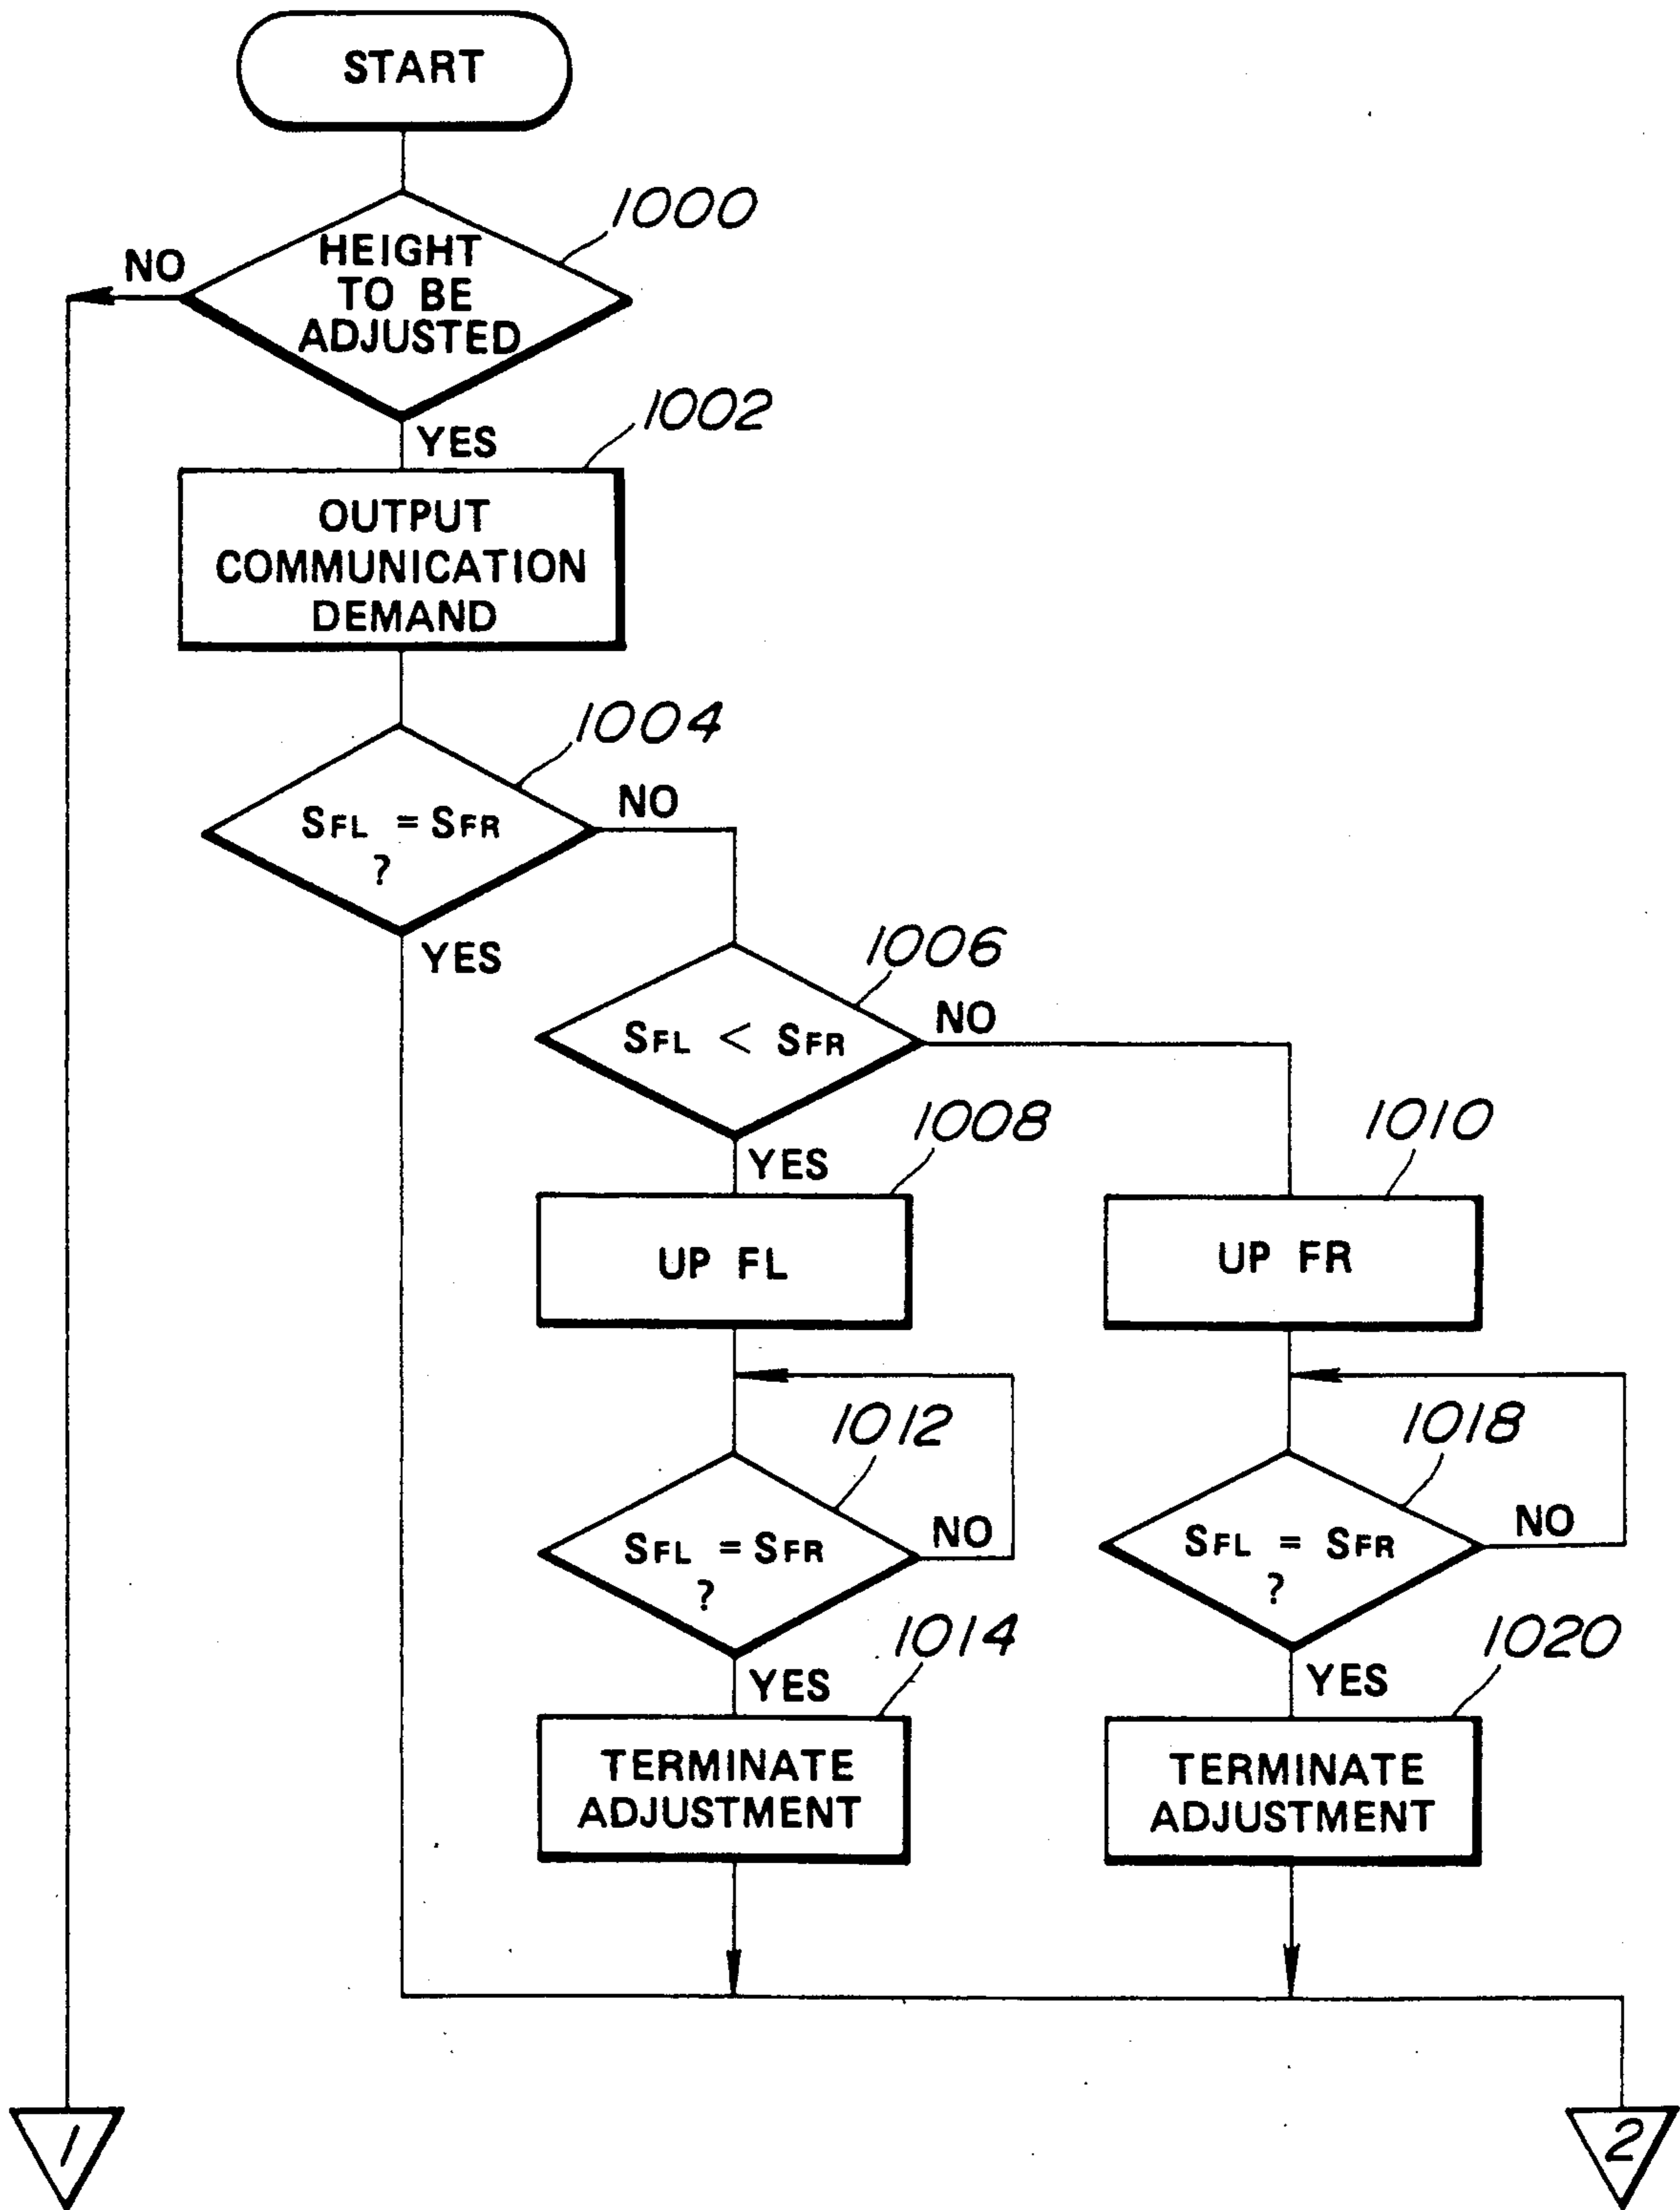 START
1000
HEIGHT
TO BE
ADJUSTED
NO
YES
1002
OUTPUT
COMMUNICATION
DEMAND
1004
SFL = SFR
?
NO
YES
1006
SFL < SFR
NO
YES
1008
UP FL
1010
UP FR
1012
SFL = SFR
?
NO
YES
1018
SFL = SFR
?
NO
YES
1014
TERMINATE
ADJUSTMENT
1020
TERMINATE
ADJUSTMENT
1
2